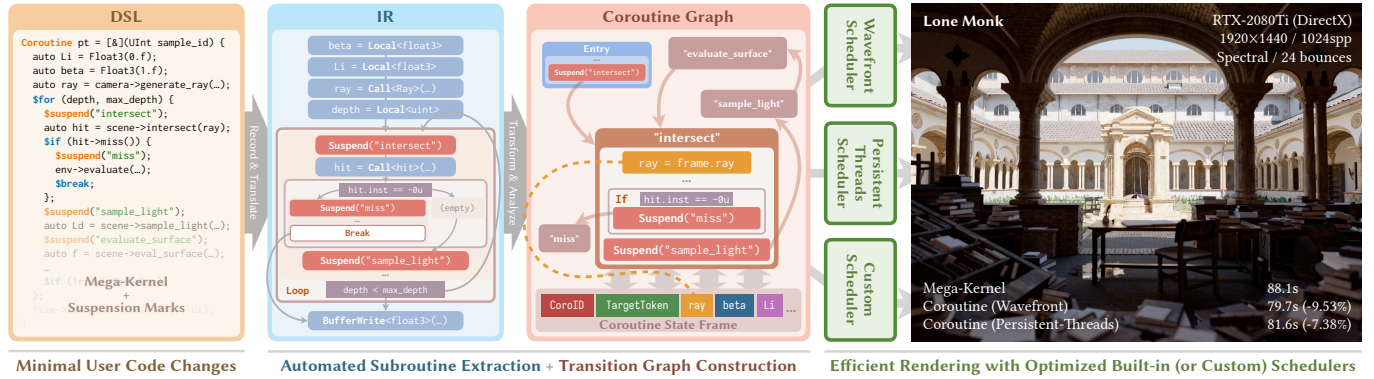 DSL
Coroutine pt = [&](UInt sample_id) {
auto Li = Float3(0.f);
auto beta = Float3(1.f);
auto ray = camera->generate_ray(…);
$for (depth, max_depth) {
$suspend("intersect");
auto hit = scene->intersect(ray);
$if (hit->miss()) {
$suspend("miss");
env->evaluate(…);
$break;
};
$suspend("sample_light");
auto Ld = scene->sample_light(…);
$suspend("evaluate_surface");
auto f = scene->eval_surface(…);
…
$if
Mega-Kernel
};
+
Suspension Marks
Minimal User Code Changes
Record & Translate
IR
beta = Local<float3>
Li = Local<float3>
ray = Call<Ray>(…)
depth = Local<uint>
Suspend("intersect")
hit = Call<hit>(…)
hit.inst == ~0u
Suspend("miss")
(empty)
...
Break
Suspend("sample_light")
...
Loop
depth < max_depth
BufferWrite<float3>(…)
Transform & Analyze
Coroutine Graph
Entry
...
Suspend("intersect")
"evaluate_surface"
"sample_light"
"intersect"
ray = frame.ray
...
If
hit.inst == ~0u
Suspend("miss")
"miss"
Suspend("sample_light")
CoroID
TargetToken
ray
beta
Li
...
Coroutine State Frame
Automated Subroutine Extraction + Transition Graph Construction
Wavefront
Scheduler
Persistent
Threads
Scheduler
Custom
Scheduler
Lone Monk
RTX-2080Ti (DirectX)
1920×1440 / 1024spp
Spectral / 24 bounces
Mega-Kernel 88.1s
Coroutine (Wavefront) 79.7s (-9.53%)
Coroutine (Persistent-Threads) 81.6s (-7.38%)
Efficient Rendering with Optimized Built-in (or Custom) Schedulers